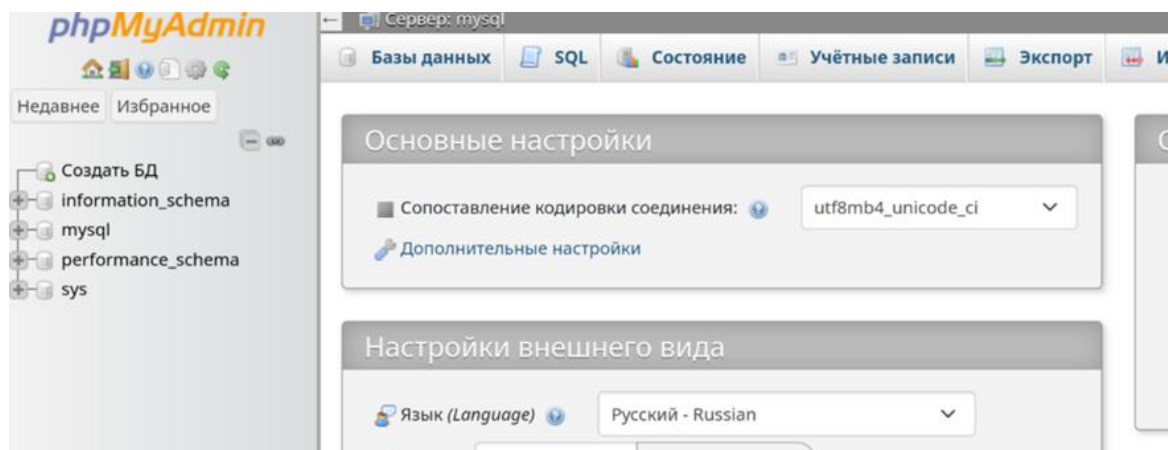 phpMyAdmin
Недавнее Избранное
Создать БД
information_schema
mysql
performance_schema
sys
Сервер: mysql
Базы данных SQL Состояние Учётные записи Экспорт
Основные настройки
Сопоставление кодировки соединения: utf8mb4_unicode_ci
Дополнительные настройки
Настройки внешнего вида
Язык (Language) Русский - Russian